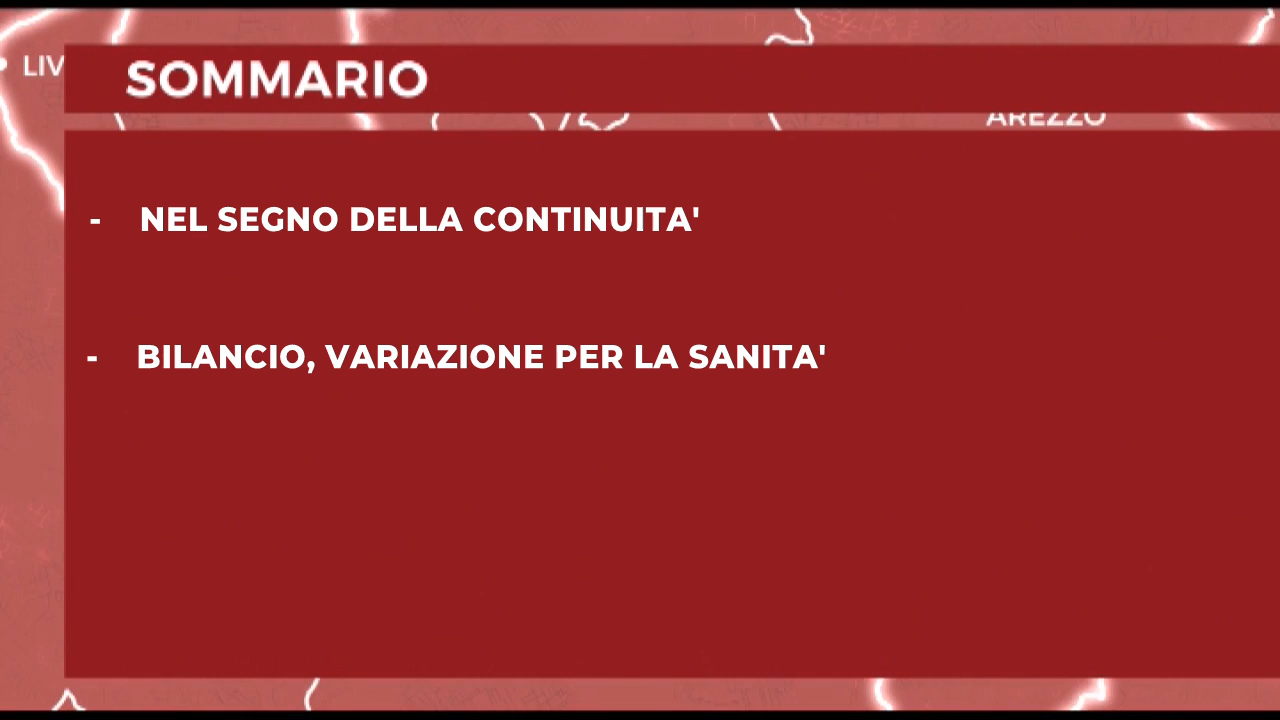 LIV
SOMMARIO
AREZZO
- NEL SEGNO DELLA CONTINUITA'
- BILANCIO, VARIAZIONE PER LA SANITA'